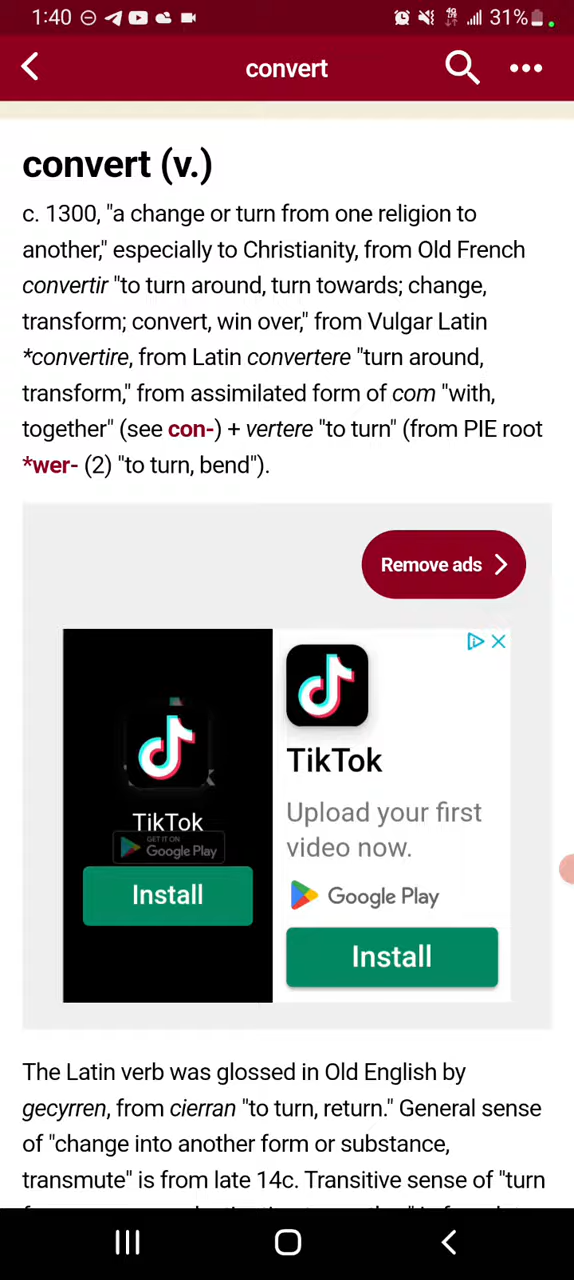 1:40
31%
convert
convert (v.)
c. 1300, "a change or turn from one religion to
another," especially to Christianity, from Old French
convertir "to turn around, turn towards; change,
transform; convert, win over," from Vulgar Latin
*convertire, from Latin convertere "turn around,
transform," from assimilated form of com "with,
together" (see con-) + vertere "to turn" (from PIE root
*wer- (2) "to turn, bend").
Remove ads
TikTok
GET IT ON
Google Play
Install
TikTok
Upload your first
video now.
Google Play
Install
The Latin verb was glossed in Old English by
gecyrren, from cierran "to turn, return." General sense
of "change into another form or substance,
transmute" is from late 14c. Transitive sense of "turn